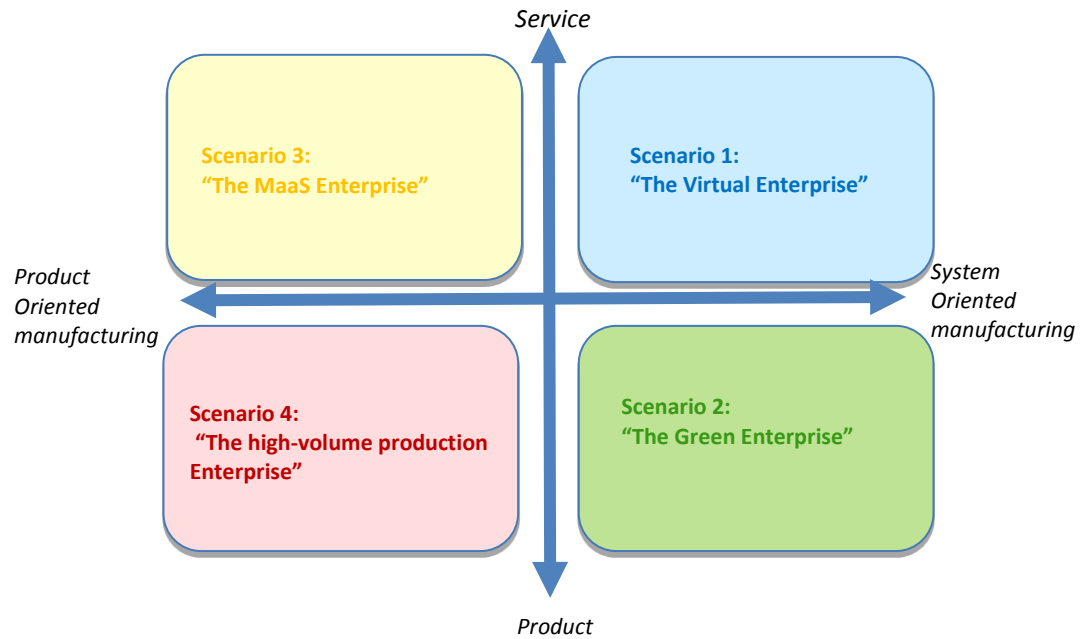 Service
Scenario 3:
“The MaaS Enterprise”
Scenario 1:
“The Virtual Enterprise”
Product
Oriented
manufacturing
System
Oriented
manufacturing
Scenario 4:
“The high-volume production
Enterprise”
Scenario 2:
“The Green Enterprise”
Product